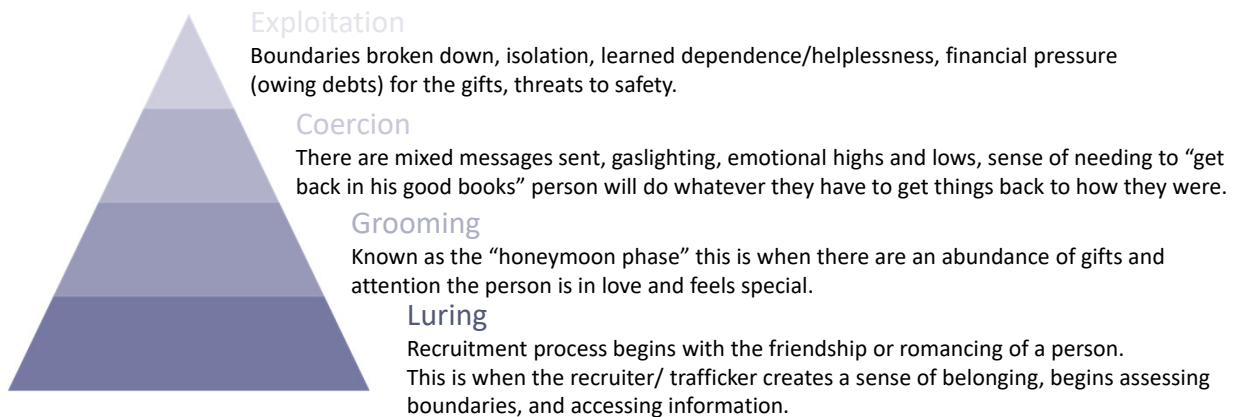 Exploitation
Boundaries broken down, isolation, learned dependence/helplessness, financial pressure
(owing debts) for the gifts, threats to safety.
Coercion
There are mixed messages sent, gaslighting, emotional highs and lows, sense of needing to “get
back in his good books” person will do whatever they have to get things back to how they were.
Grooming
Known as the “honeymoon phase” this is when there are an abundance of gifts and
attention the person is in love and feels special.
Luring
Recruitment process begins with the friendship or romancing of a person.
This is when the recruiter/ trafficker creates a sense of belonging, begins assessing
boundaries, and accessing information.